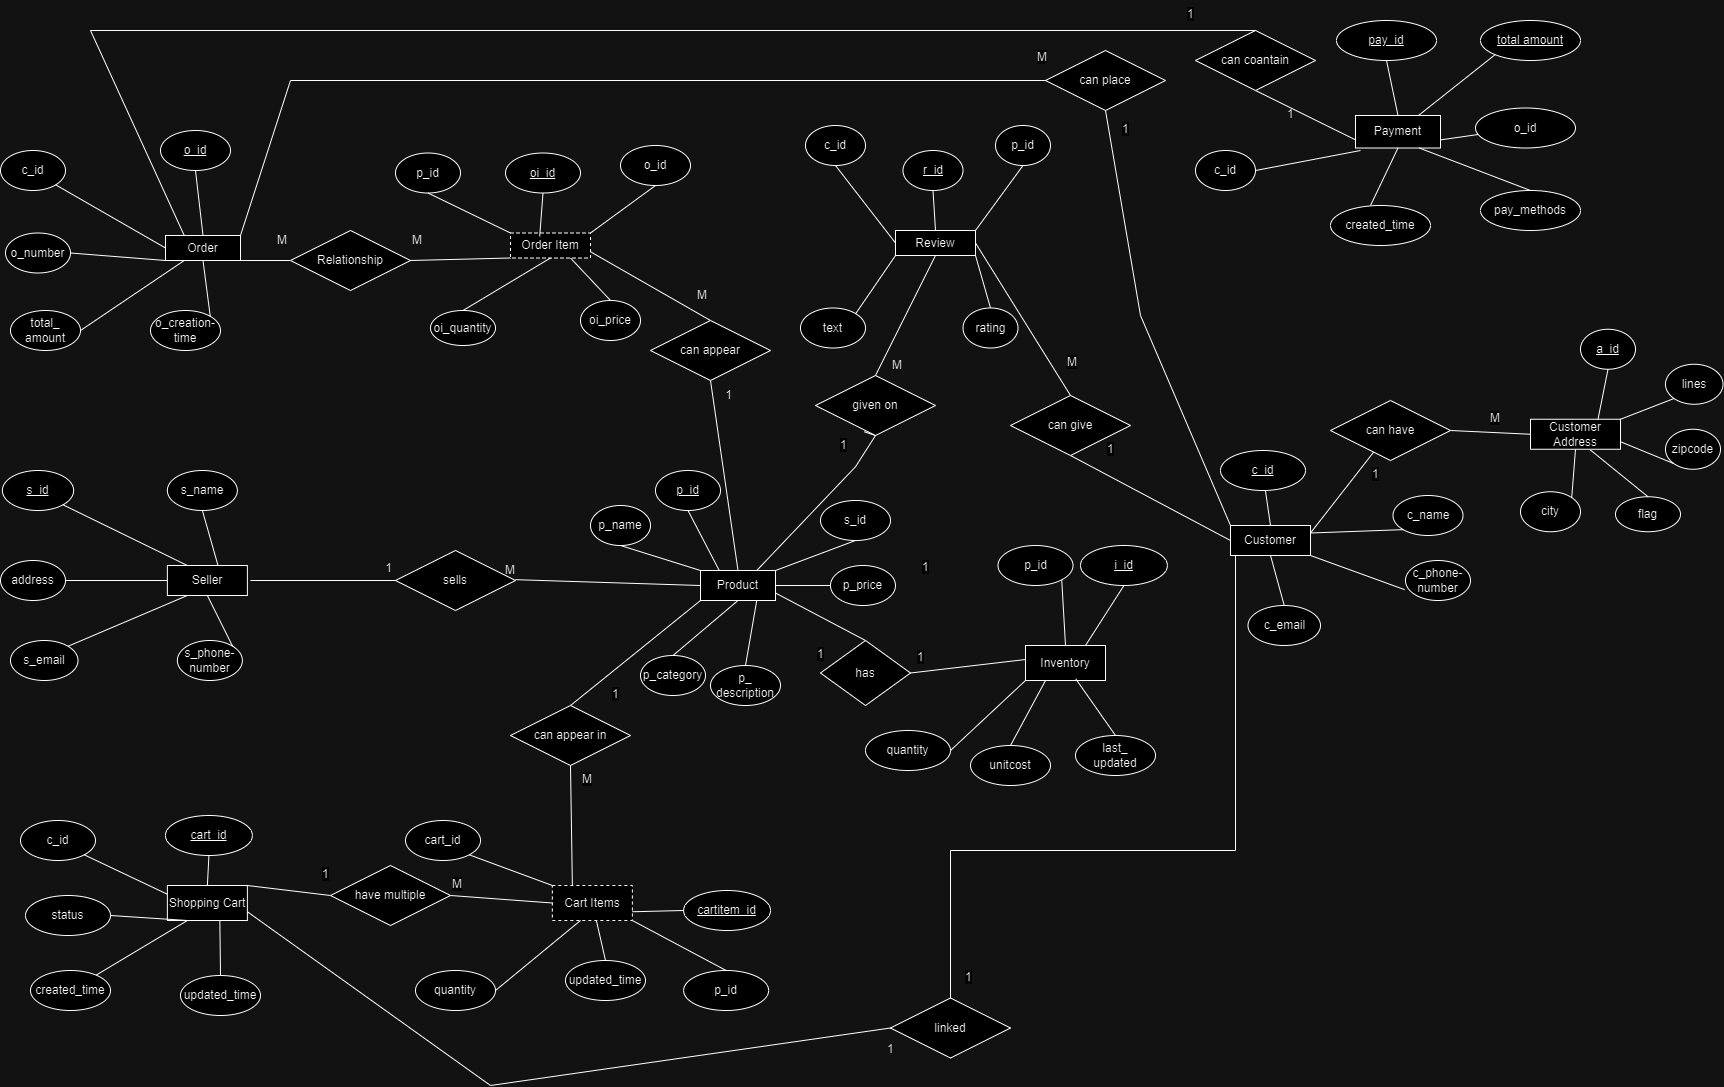 1
can coantain
pay_id
total amount
M
can place
1
1
Payment
o_id
c_id
pay_methods
created_time
c_id
o_id
o_number
Order
total_
amount
o_creation-
time
M
Relationship
M
p_id
oi_id
o_id
Order Item
oi_quantity
oi_price
M
can appear
1
c_id
r_id
p_id
Review
text
rating
M
given on
1
M
can give
1
a_id
lines
can have
M
Customer
Address
1
zipcode
city
flag
c_id
c_name
Customer
c_phone-
number
c_email
s_id
s_name
address
Seller
s_email
s_phone-
number
1
sells
M
p_id
p_name
s_id
Product
p_price
1
p_category
p_
description
p_id
i_id
1
has
1
Inventory
quantity
unitcost
last_
updated
1
can appear in
M
c_id
cart_id
status
Shopping Cart
created_time
updated_time
1
have multiple
M
cart_id
Cart Items
cartitem_id
quantity
updated_time
p_id
1
linked
1